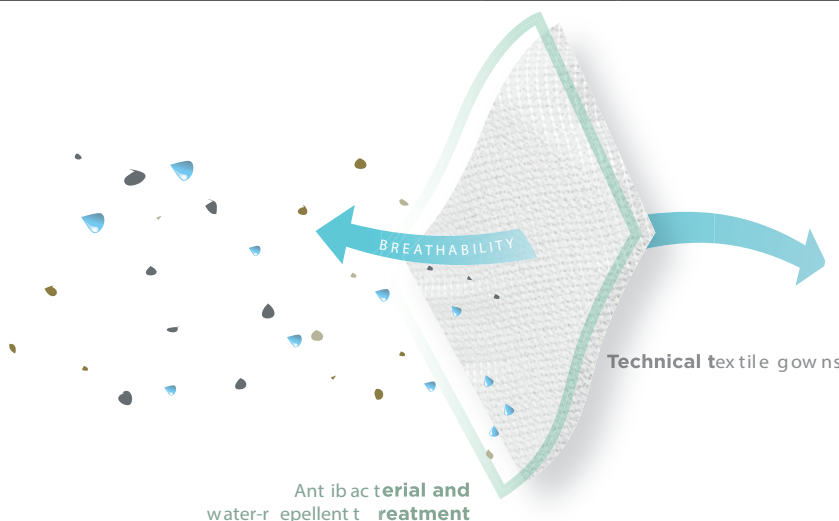 BREATHABILITY
Technical textile gowns
Antibacterial and
water-repellent treatment